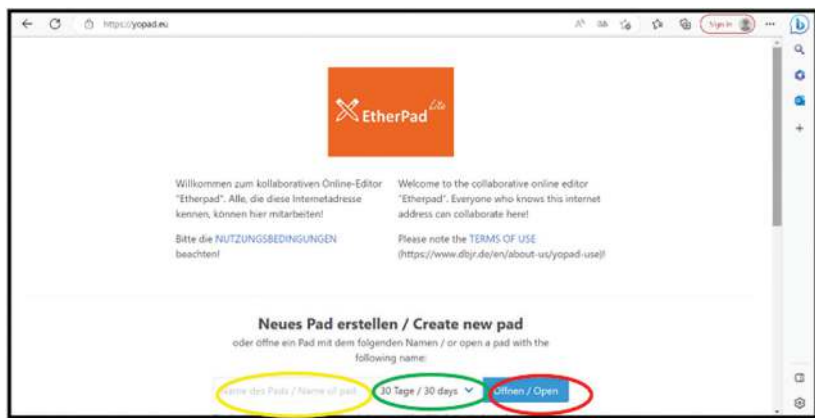 https://yopad.eu
Sign in
EtherPad Lite
Willkommen zum kollaborativen Online-Editor
"Etherpad". Alle, die diese Internetadresse
kennen, können hier mitarbeiten!
Bitte die NUTZUNGSBEDINGUNGEN
beachten!
Welcome to the collaborative online editor
"Etherpad". Everyone who knows this internet
address can collaborate here!
Please note the TERMS OF USE
(https://www.dbjr.de/en/about-us/yopad-use)!
Neues Pad erstellen / Create new pad
oder öffne ein Pad mit dem folgenden Namen / or open a pad with the
following name:
Name des Pads / Name of pad
30 Tage / 30 days
Öffnen / Open